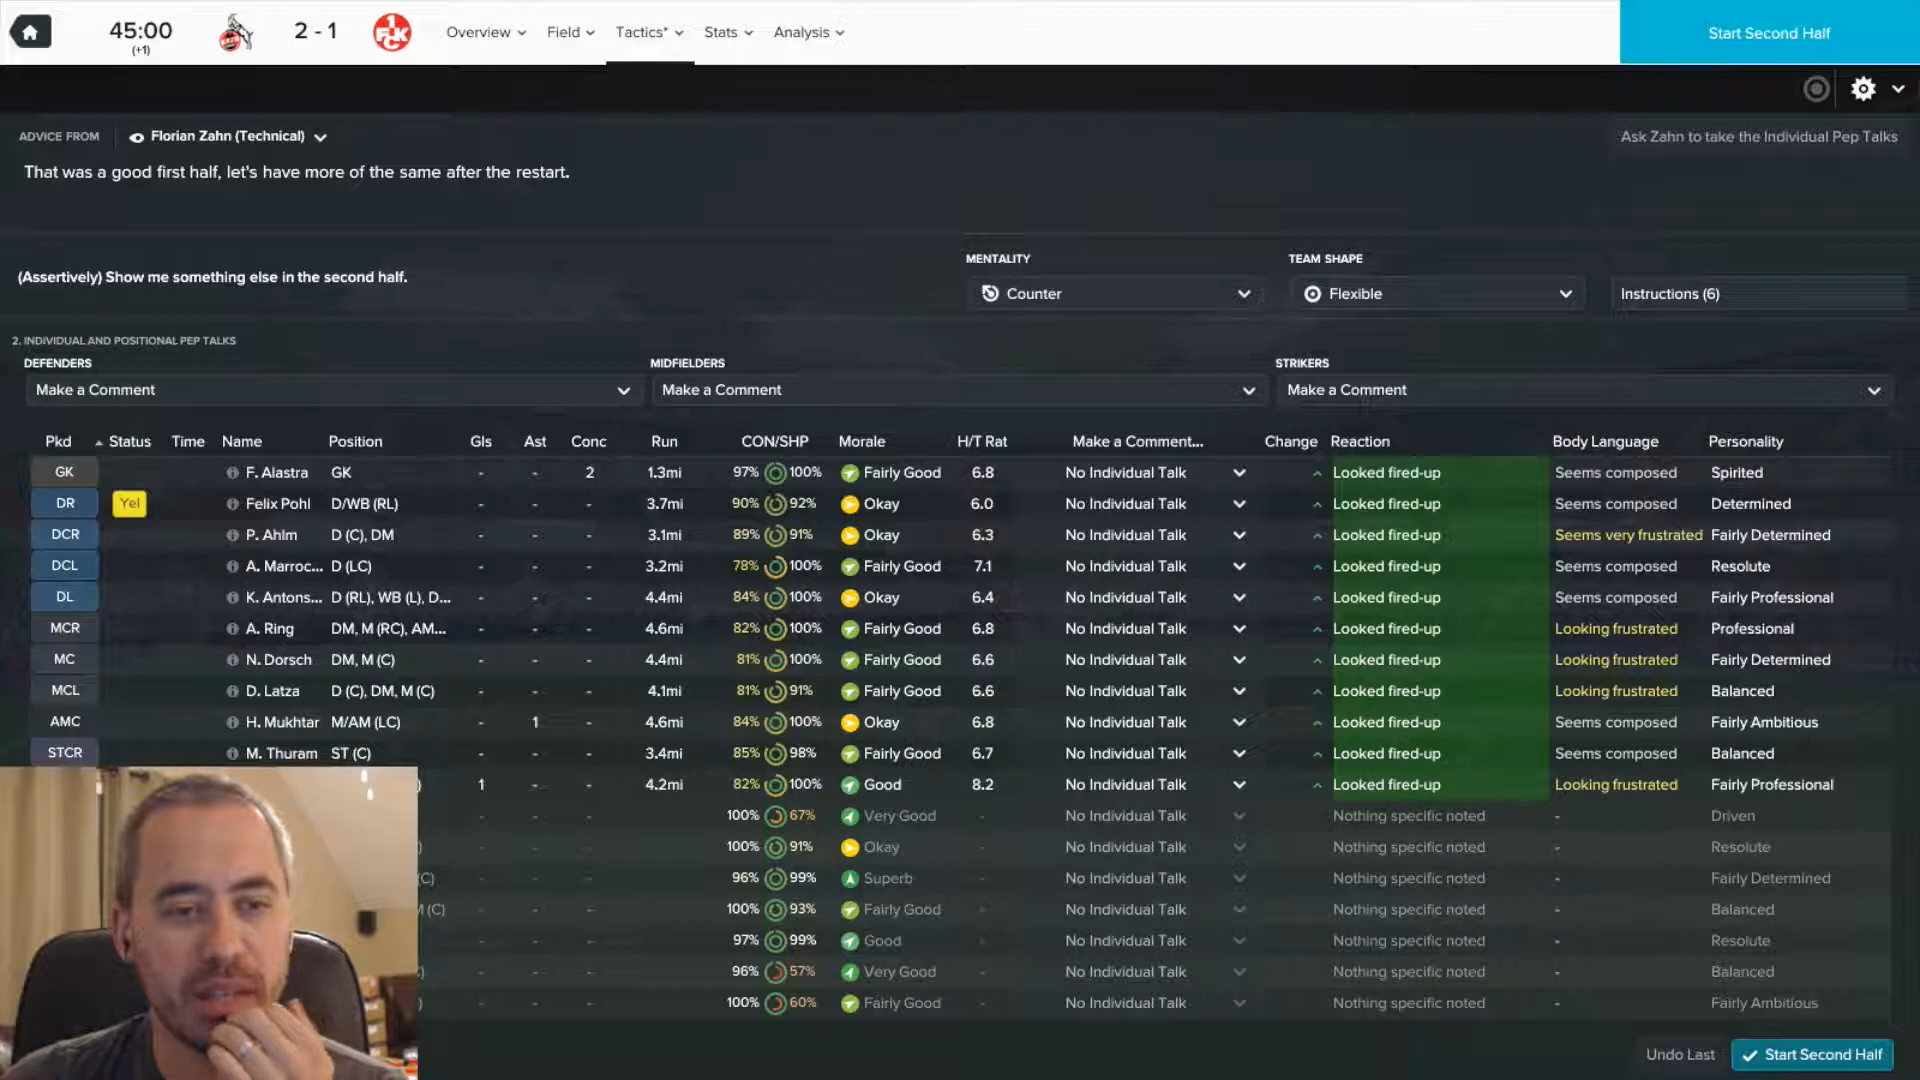 45:00
(+1)
2 - 1
Overview
Field
Tactics*
Stats
Analysis
Start Second Half
ADVICE FROM
Florian Zahn (Technical)
Ask Zahn to take the Individual Pep Talks
That was a good first half, let's have more of the same after the restart.
MENTALITY
TEAM SHAPE
(Assertively) Show me something else in the second half.
Counter
Flexible
Instructions (6)
2. INDIVIDUAL AND POSITIONAL PEP TALKS
DEFENDERS
MIDFIELDERS
STRIKERS
Make a Comment
Make a Comment
Make a Comment
Pkd Status Time Name Position Gls Ast Conc Run CON/SHP Morale H/T Rat Make a Comment... Change Reaction Body Language Personality
GK F. Alastra GK - - 2 1.3mi 97% 100% Fairly Good 6.8 No Individual Talk Looked fired-up Seems composed Spirited
DR Yel Felix Pohl D/WB (RL) - - - 3.7mi 90% 92% Okay 6.0 No Individual Talk Looked fired-up Seems composed Determined
DCR P. Ahlm D (C), DM - - - 3.1mi 89% 91% Okay 6.3 No Individual Talk Looked fired-up Seems very frustrated Fairly Determined
DCL A. Marroc... D (LC) - - - 3.2mi 78% 100% Fairly Good 7.1 No Individual Talk Looked fired-up Seems composed Resolute
DL K. Antons... D (RL), WB (L), D... - - - 4.4mi 84% 100% Okay 6.4 No Individual Talk Looked fired-up Seems composed Fairly Professional
MCR A. Ring DM, M (RC), AM... - - - 4.6mi 82% 100% Fairly Good 6.8 No Individual Talk Looked fired-up Looking frustrated Professional
MC N. Dorsch DM, M (C) - - - 4.4mi 81% 100% Fairly Good 6.6 No Individual Talk Looked fired-up Looking frustrated Fairly Determined
MCL D. Latza D (C), DM, M (C) - - - 4.1mi 81% 91% Fairly Good 6.6 No Individual Talk Looked fired-up Looking frustrated Balanced
AMC H. Mukhtar M/AM (LC) - 1 - 4.6mi 84% 100% Okay 6.8 No Individual Talk Looked fired-up Seems composed Fairly Ambitious
STCR M. Thuram ST (C) - - - 3.4mi 85% 98% Fairly Good 6.7 No Individual Talk Looked fired-up Seems composed Balanced
) 1 - - 4.2mi 82% 100% Good 8.2 No Individual Talk Looked fired-up Looking frustrated Fairly Professional
- - - 100% 67% Very Good - No Individual Talk Nothing specific noted - Driven
) - - - 100% 91% Okay - No Individual Talk Nothing specific noted - Resolute
(C) - - - 96% 99% Superb - No Individual Talk Nothing specific noted - Fairly Determined
(C) - - - 100% 93% Fairly Good - No Individual Talk Nothing specific noted - Balanced
- - - 97% 99% Good - No Individual Talk Nothing specific noted - Resolute
) - - - 96% 57% Very Good - No Individual Talk Nothing specific noted - Balanced
) - - - 100% 60% Fairly Good - No Individual Talk Nothing specific noted - Fairly Ambitious
Undo Last
Start Second Half